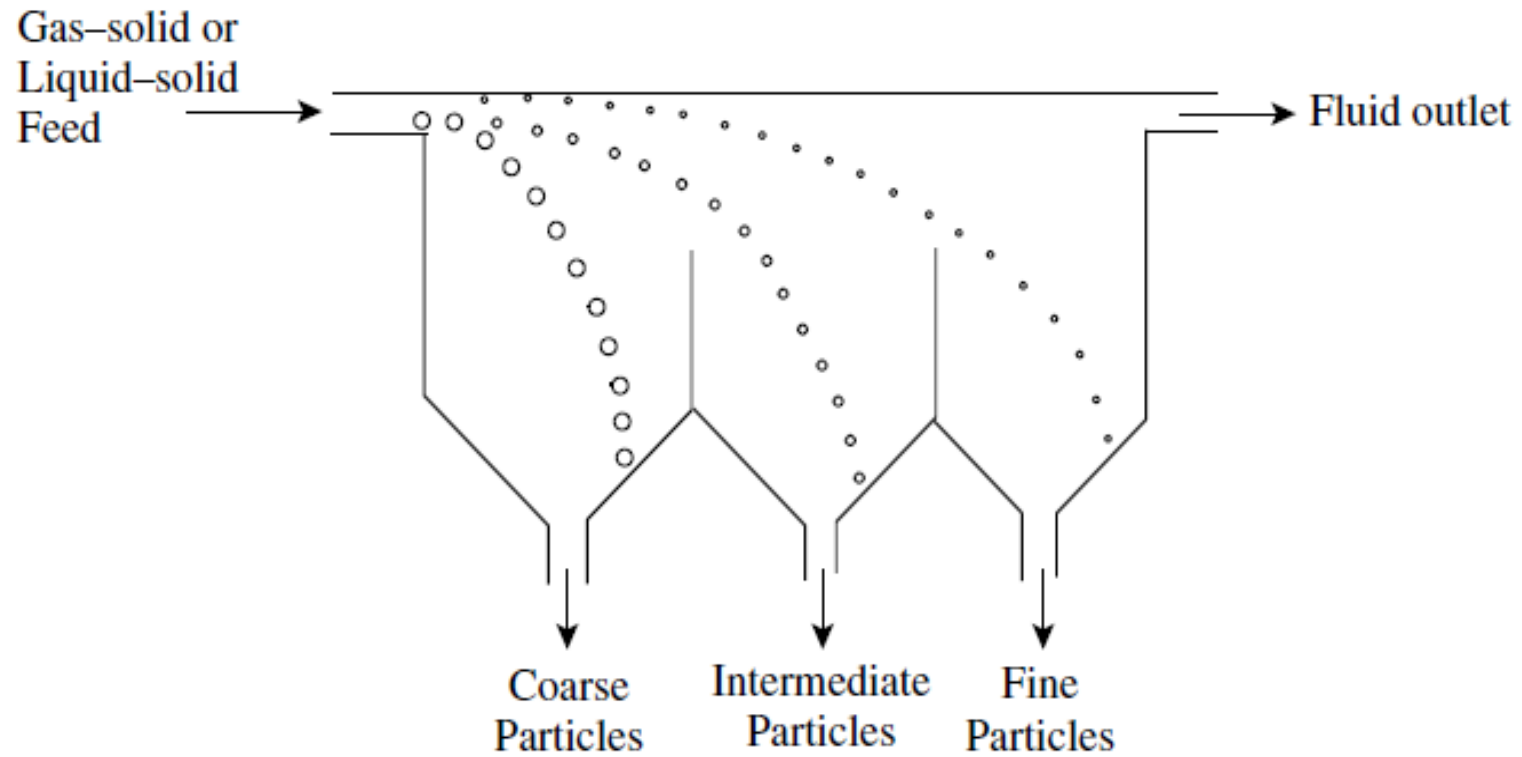 Gas–solid or
Liquid–solid
Feed
Fluid outlet
Coarse
Particles
Intermediate
Particles
Fine
Particles